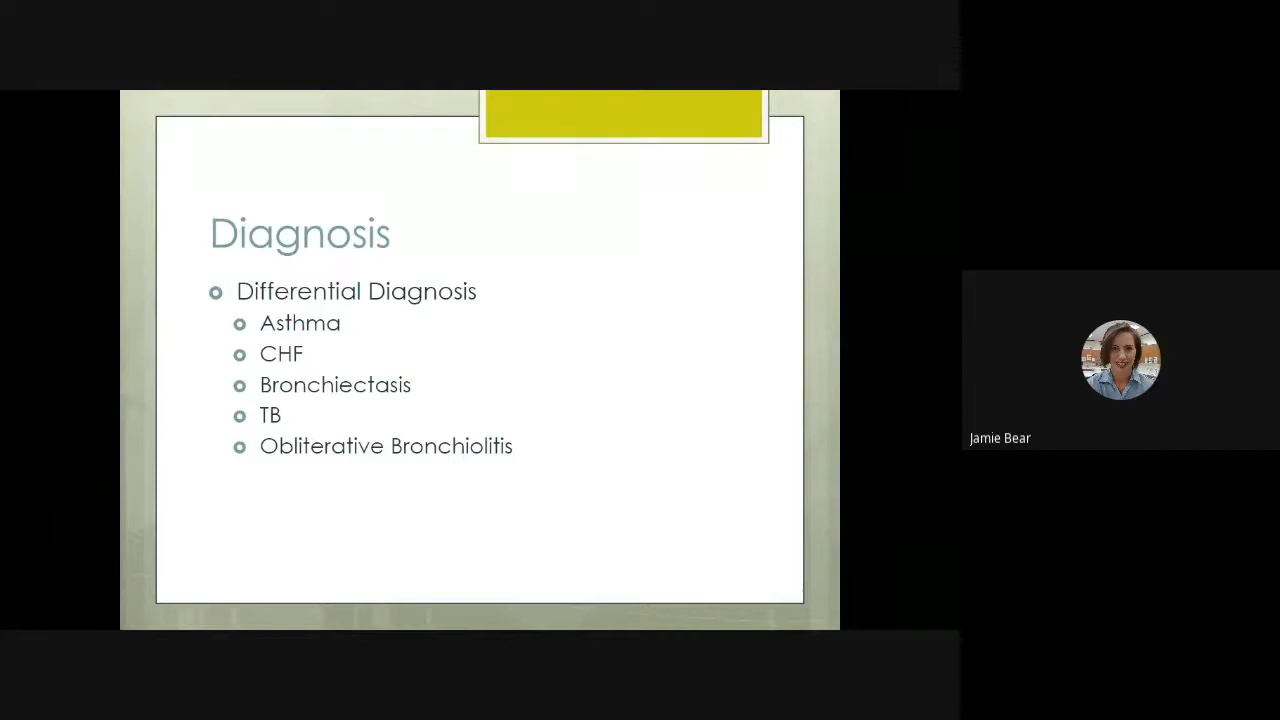 Diagnosis
Differential Diagnosis
Asthma
CHF
Bronchiectasis
TB
Obliterative Bronchiolitis
Jamie Bear